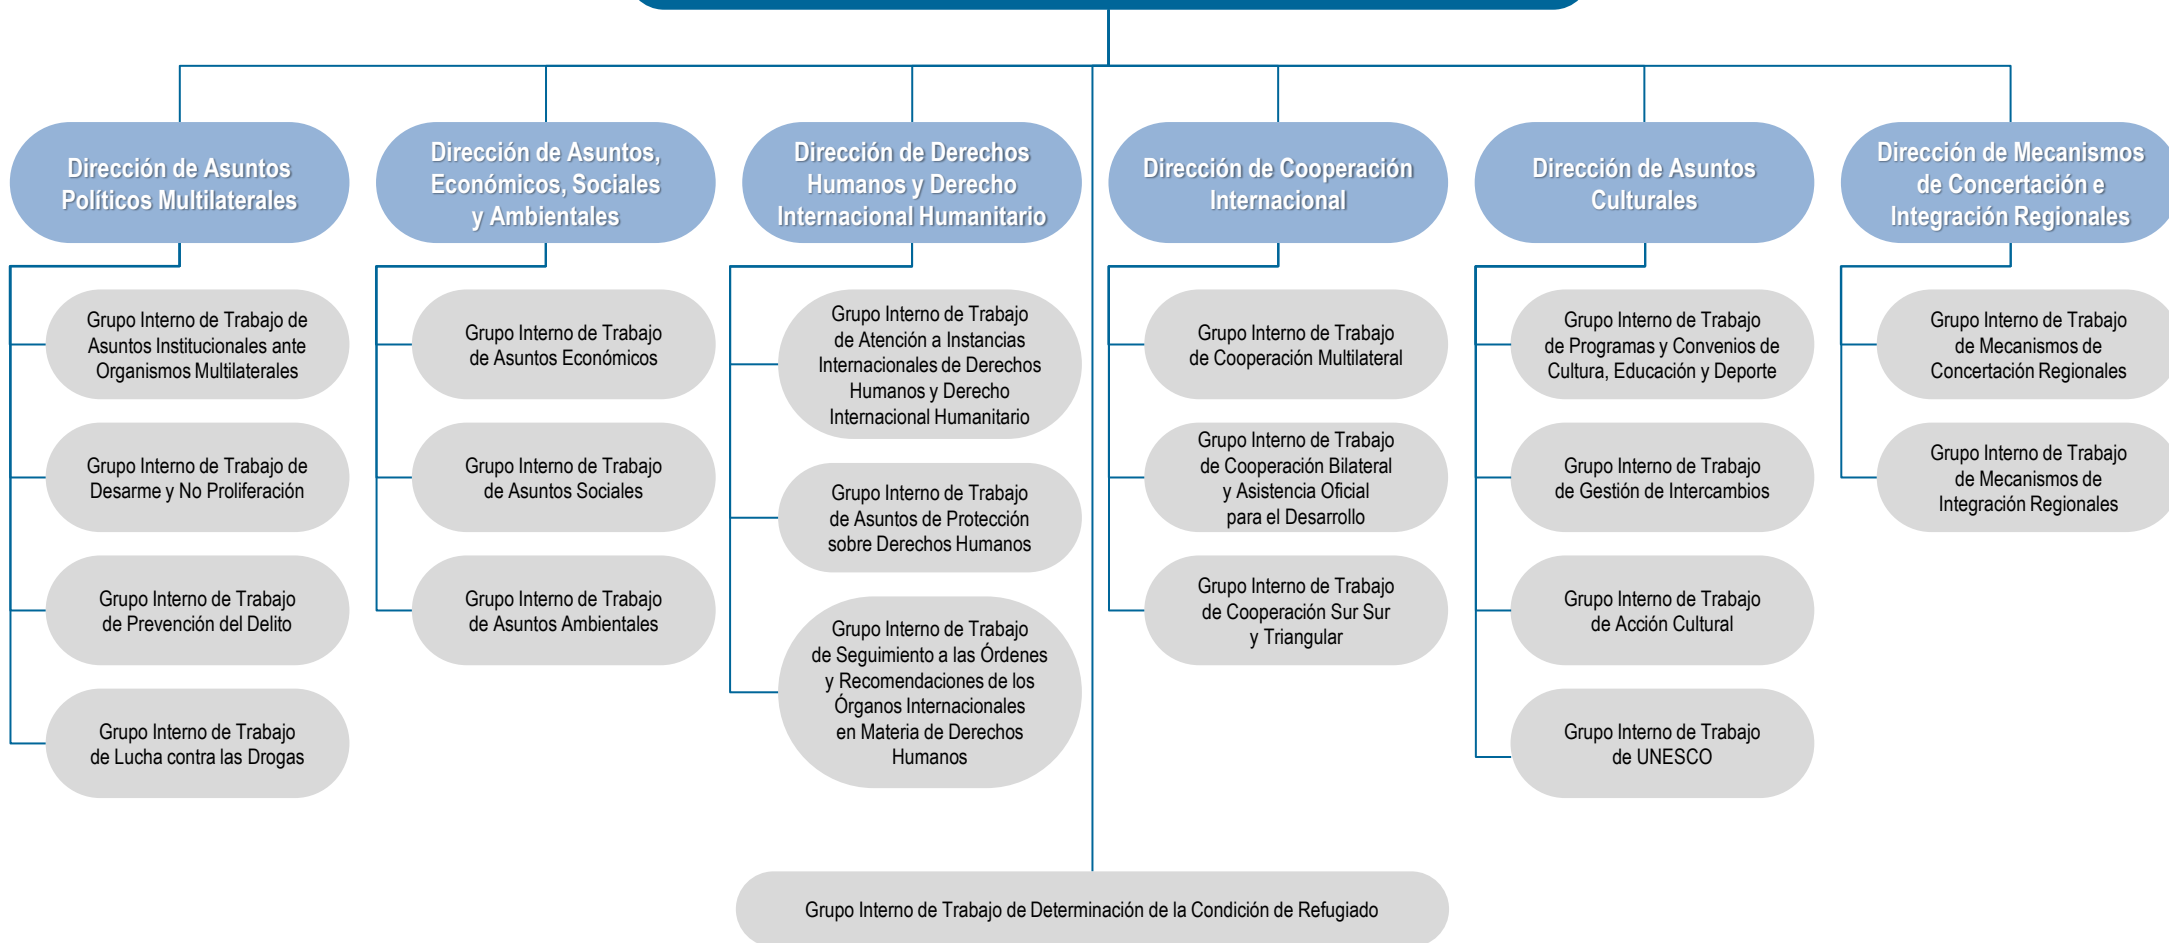 Dirección de Asuntos
Políticos Multilaterales
Grupo Interno de Trabajo de
Asuntos Institucionales ante
Organismos Multilaterales
Grupo Interno de Trabajo de
Desarme y No Proliferación
Grupo Interno de Trabajo
de Prevención del Delito
Grupo Interno de Trabajo
de Lucha contra las Drogas
Dirección de Asuntos,
Económicos, Sociales
y Ambientales
Grupo Interno de Trabajo
de Asuntos Económicos
Grupo Interno de Trabajo
de Asuntos Sociales
Grupo Interno de Trabajo
de Asuntos Ambientales
Dirección de Derechos
Humanos y Derecho
Internacional Humanitario
Grupo Interno de Trabajo
de Atención a Instancias
Internacionales de Derechos
Humanos y Derecho
Internacional Humanitario
Grupo Interno de Trabajo
de Asuntos de Protección
sobre Derechos Humanos
Grupo Interno de Trabajo
de Seguimiento a las Órdenes
y Recomendaciones de los
Órganos Internacionales
en Materia de Derechos
Humanos
Dirección de Cooperación
Internacional
Grupo Interno de Trabajo
de Cooperación Multilateral
Grupo Interno de Trabajo
de Cooperación Bilateral
y Asistencia Oficial
para el Desarrollo
Grupo Interno de Trabajo
de Cooperación Sur Sur
y Triangular
Dirección de Asuntos
Culturales
Grupo Interno de Trabajo
de Programas y Convenios de
Cultura, Educación y Deporte
Grupo Interno de Trabajo
de Gestión de Intercambios
Grupo Interno de Trabajo
de Acción Cultural
Grupo Interno de Trabajo
de UNESCO
Dirección de Mecanismos
de Concertación e
Integración Regionales
Grupo Interno de Trabajo
de Mecanismos de
Concertación Regionales
Grupo Interno de Trabajo
de Mecanismos de
Integración Regionales
Grupo Interno de Trabajo de Determinación de la Condición de Refugiado